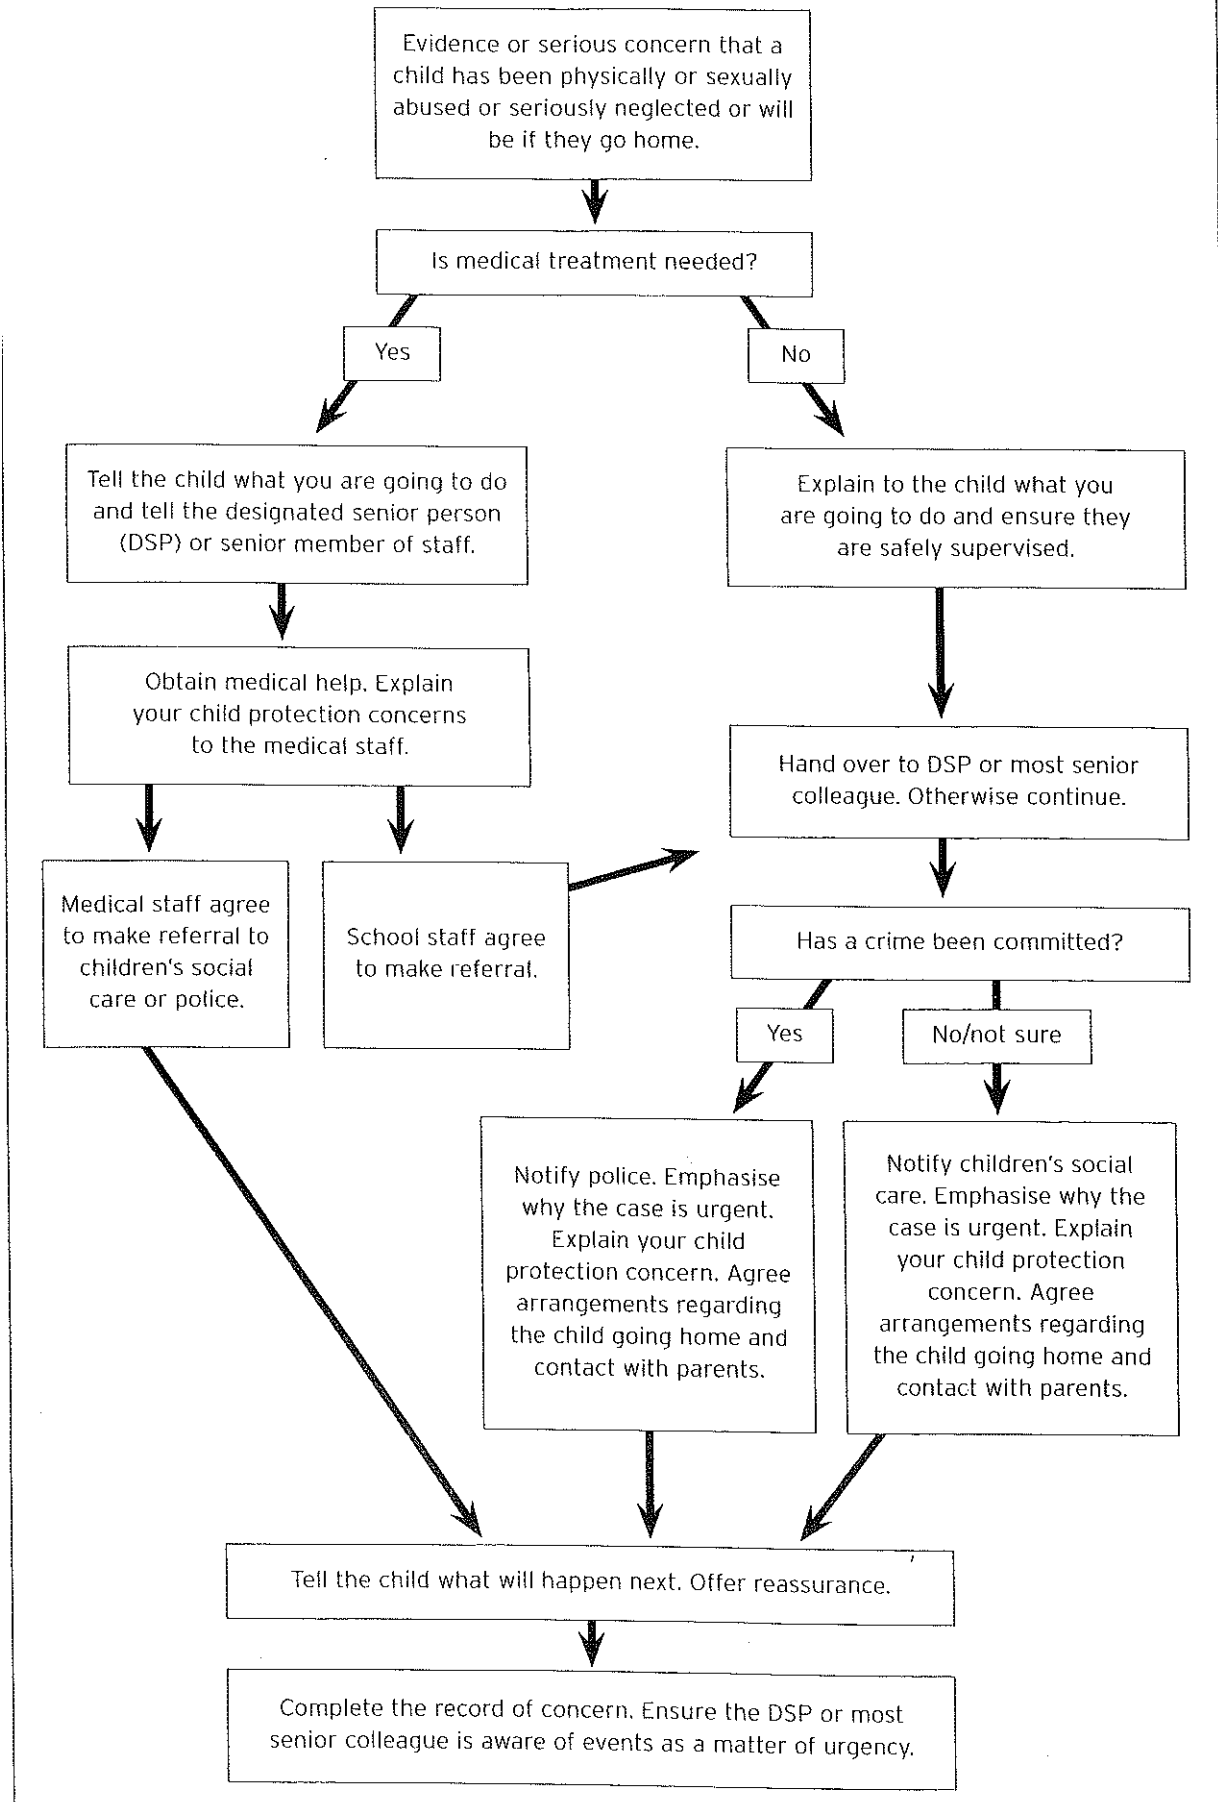 Evidence or serious concern that a
child has been physically or sexually
abused or seriously neglected or will
be if they go home.
Is medical treatment needed?
Yes
No
Tell the child what you are going to do
and tell the designated senior person
(DSP) or senior member of staff.
Explain to the child what you
are going to do and ensure they
are safely supervised.
Obtain medical help. Explain
your child protection concerns
to the medical staff.
Hand over to DSP or most senior
colleague. Otherwise continue.
Medical staff agree
to make referral to
children's social
care or police.
School staff agree
to make referral.
Has a crime been committed?
Yes
No/not sure
Notify police. Emphasise
why the case is urgent.
Explain your child
protection concern. Agree
arrangements regarding
the child going home and
contact with parents.
Notify children's social
care. Emphasise why the
case is urgent. Explain
your child protection
concern. Agree
arrangements regarding
the child going home and
contact with parents.
Tell the child what will happen next. Offer reassurance.
Complete the record of concern. Ensure the DSP or most
senior colleague is aware of events as a matter of urgency.